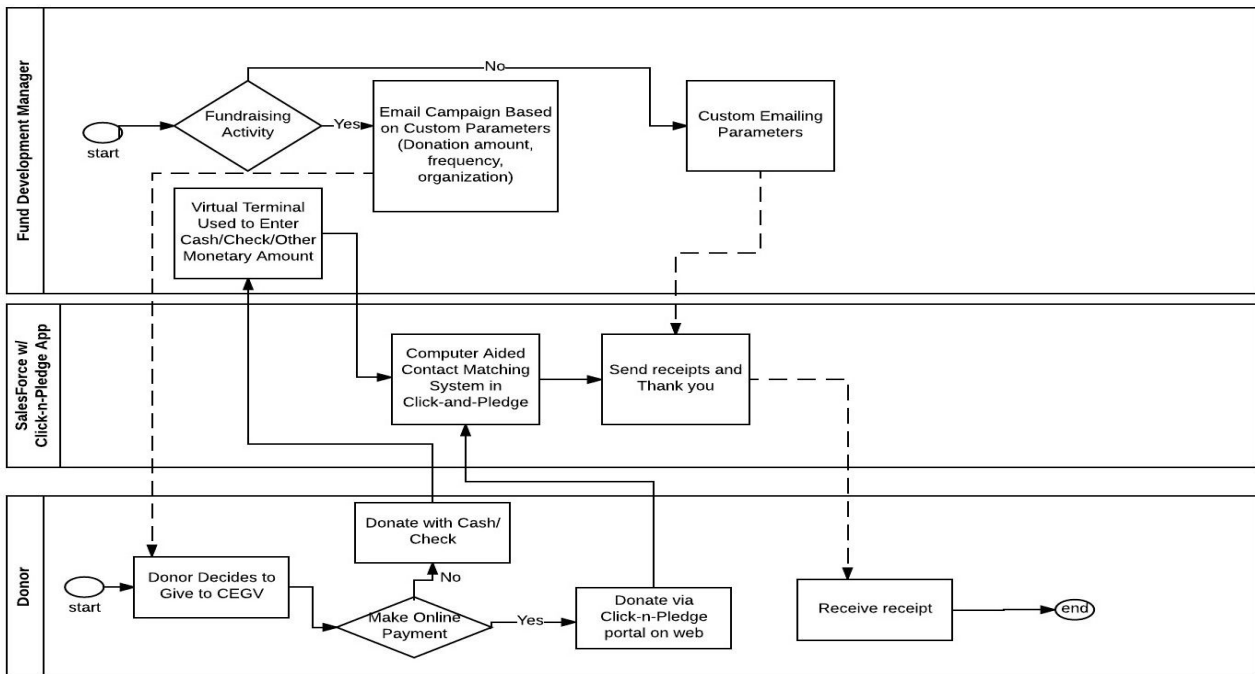 Fund Development Manager
start
Fundraising
Activity
Yes
No
Email Campaign Based
on Custom Parameters
(Donation amount,
frequency,
organization)
Custom Emailing
Parameters
Virtual Terminal
Used to Enter
Cash/Check/Other
Monetary Amount
SalesForce w/
Click-n-Pledge App
Computer Aided
Contact Matching
System in
Click-and-Pledge
Send receipts and
Thank you
Donor
start
Donor Decides to
Give to CEGV
Donate with Cash/
Check
No
Make Online
Payment
Yes
Donate via
Click-n-Pledge
portal on web
Receive receipt
end